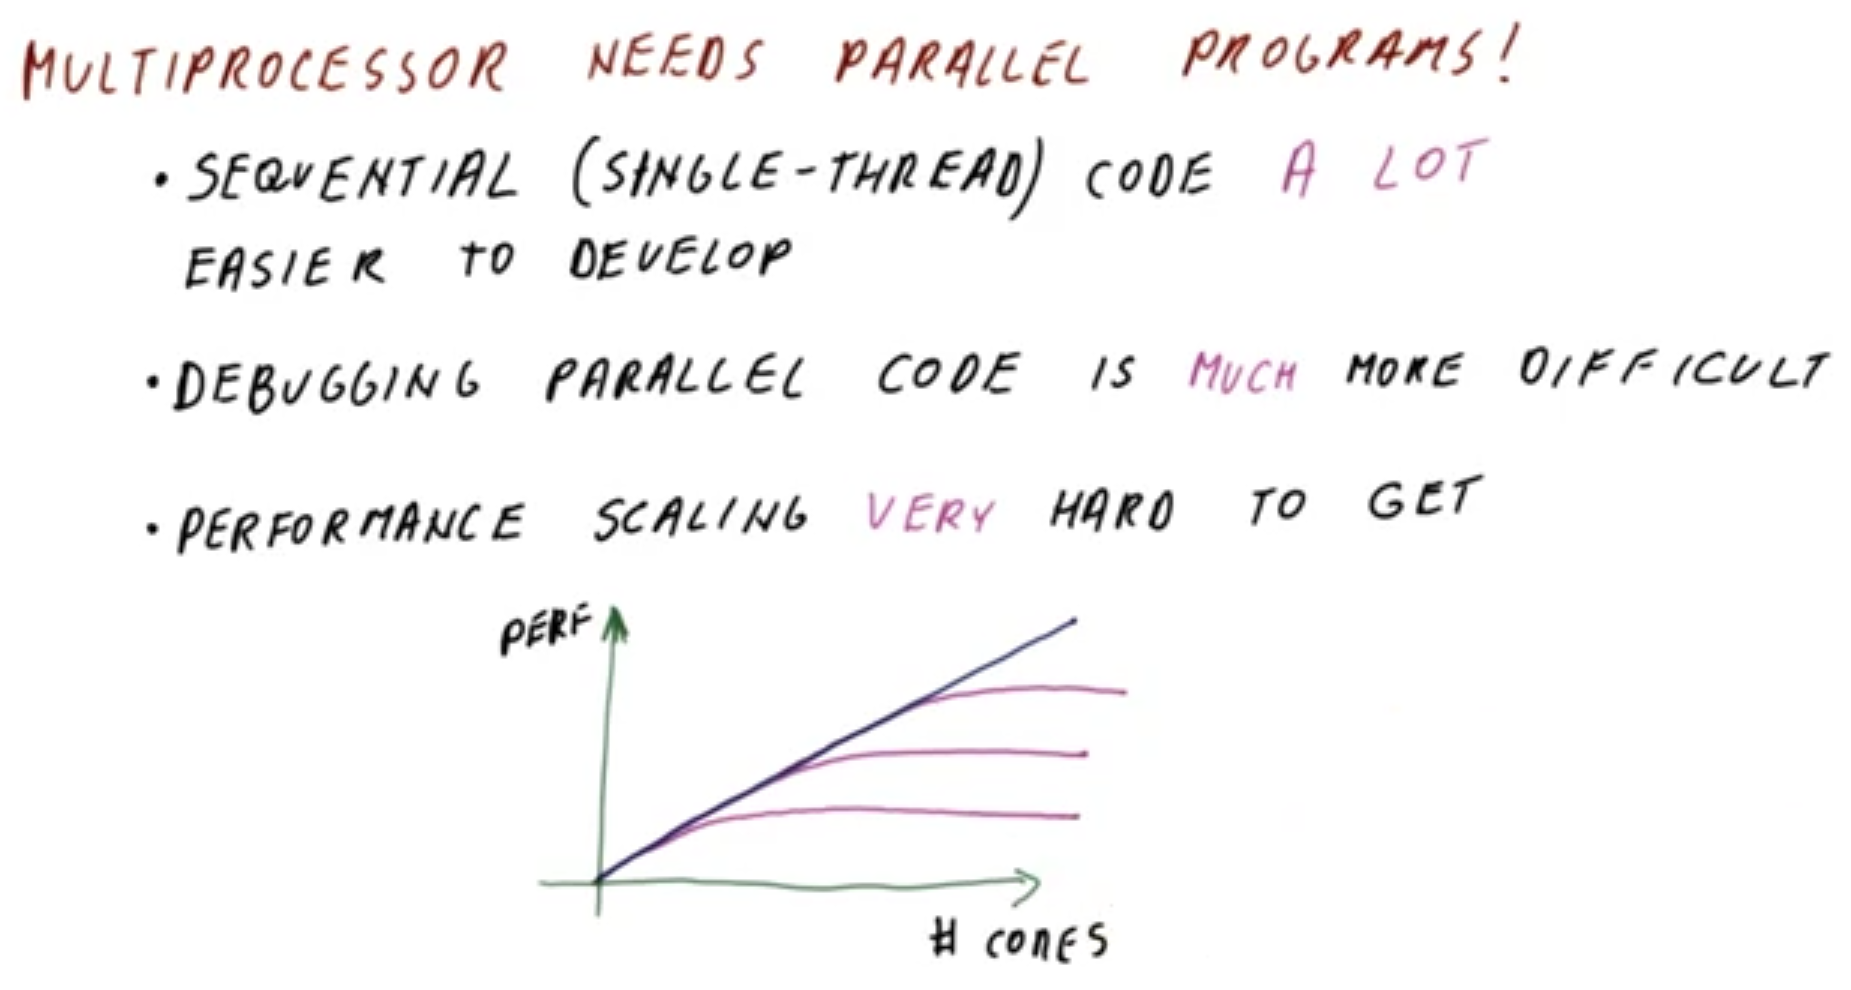 MULTIPROCESSOR NEEDS PARALLEL PROGRAMS!
• SEQUENTIAL (SINGLE-THREAD) CODE A LOT
EASIER TO DEVELOP
• DEBUGGING PARALLEL CODE IS MUCH MORE DIFFICULT
• PERFORMANCE SCALING VERY HARD TO GET
PERF
# CORES